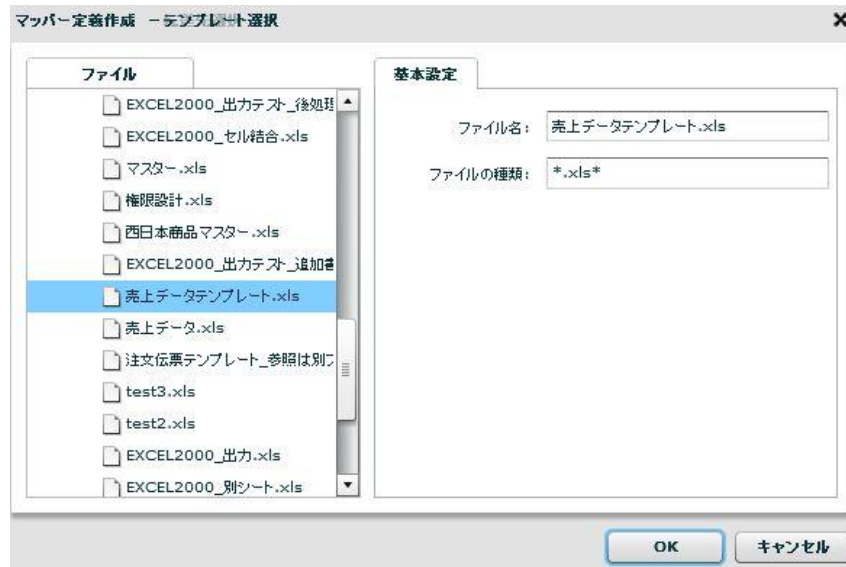 マッパー定義作成 －テンプレート選択
ファイル
EXCEL2000_出力テスト_後処理
EXCEL2000_セル結合.xls
マスター.xls
権限設計.xls
西日本商品マスター.xls
EXCEL2000_出力テスト_追加書
売上データテンプレート.xls
売上データ.xls
注文伝票テンプレート_参照は別フ
test3.xls
test2.xls
EXCEL2000_出力.xls
EXCEL2000_別シート.xls
基本設定
ファイル名： 売上データテンプレート.xls
ファイルの種類： *.xls*
OK キャンセル